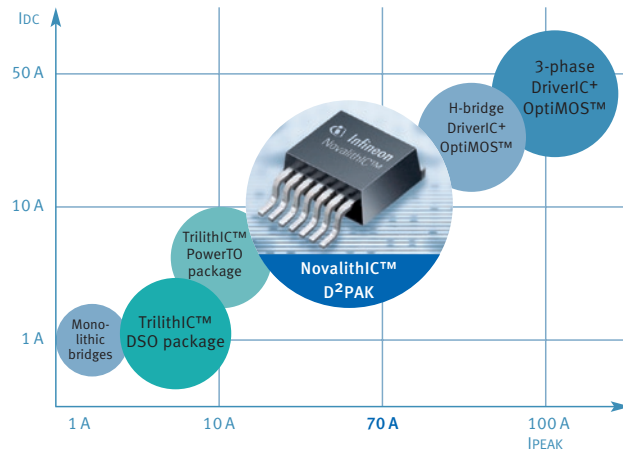 IDC
50 A
3-phase
DriverIC+
OptiMOS™
H-bridge
DriverIC+
OptiMOS™
Infineon
NovalithIC™
10 A
TrilithIC™
PowerTO
package
NovalithIC™
D²PAK
Mono-
lithic
bridges
TrilithIC™
DSO package
1 A
1 A
10 A
70 A
100 A
IPEAK